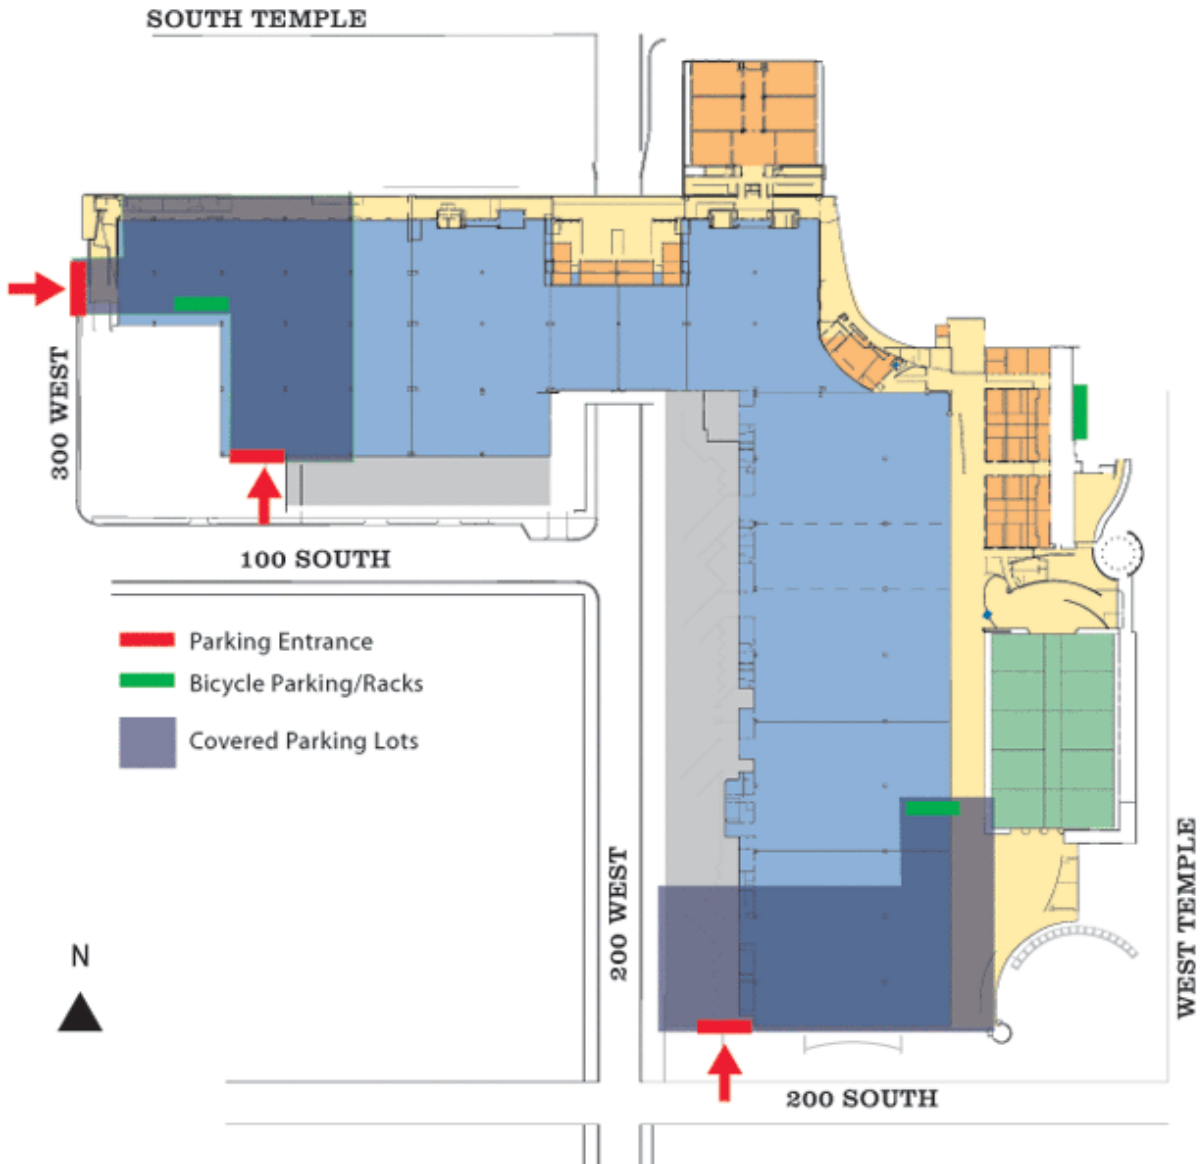 SOUTH TEMPLE
300 WEST
100 SOUTH
Parking Entrance
Bicycle Parking/Racks
Covered Parking Lots
200 WEST
WEST TEMPLE
N
200 SOUTH